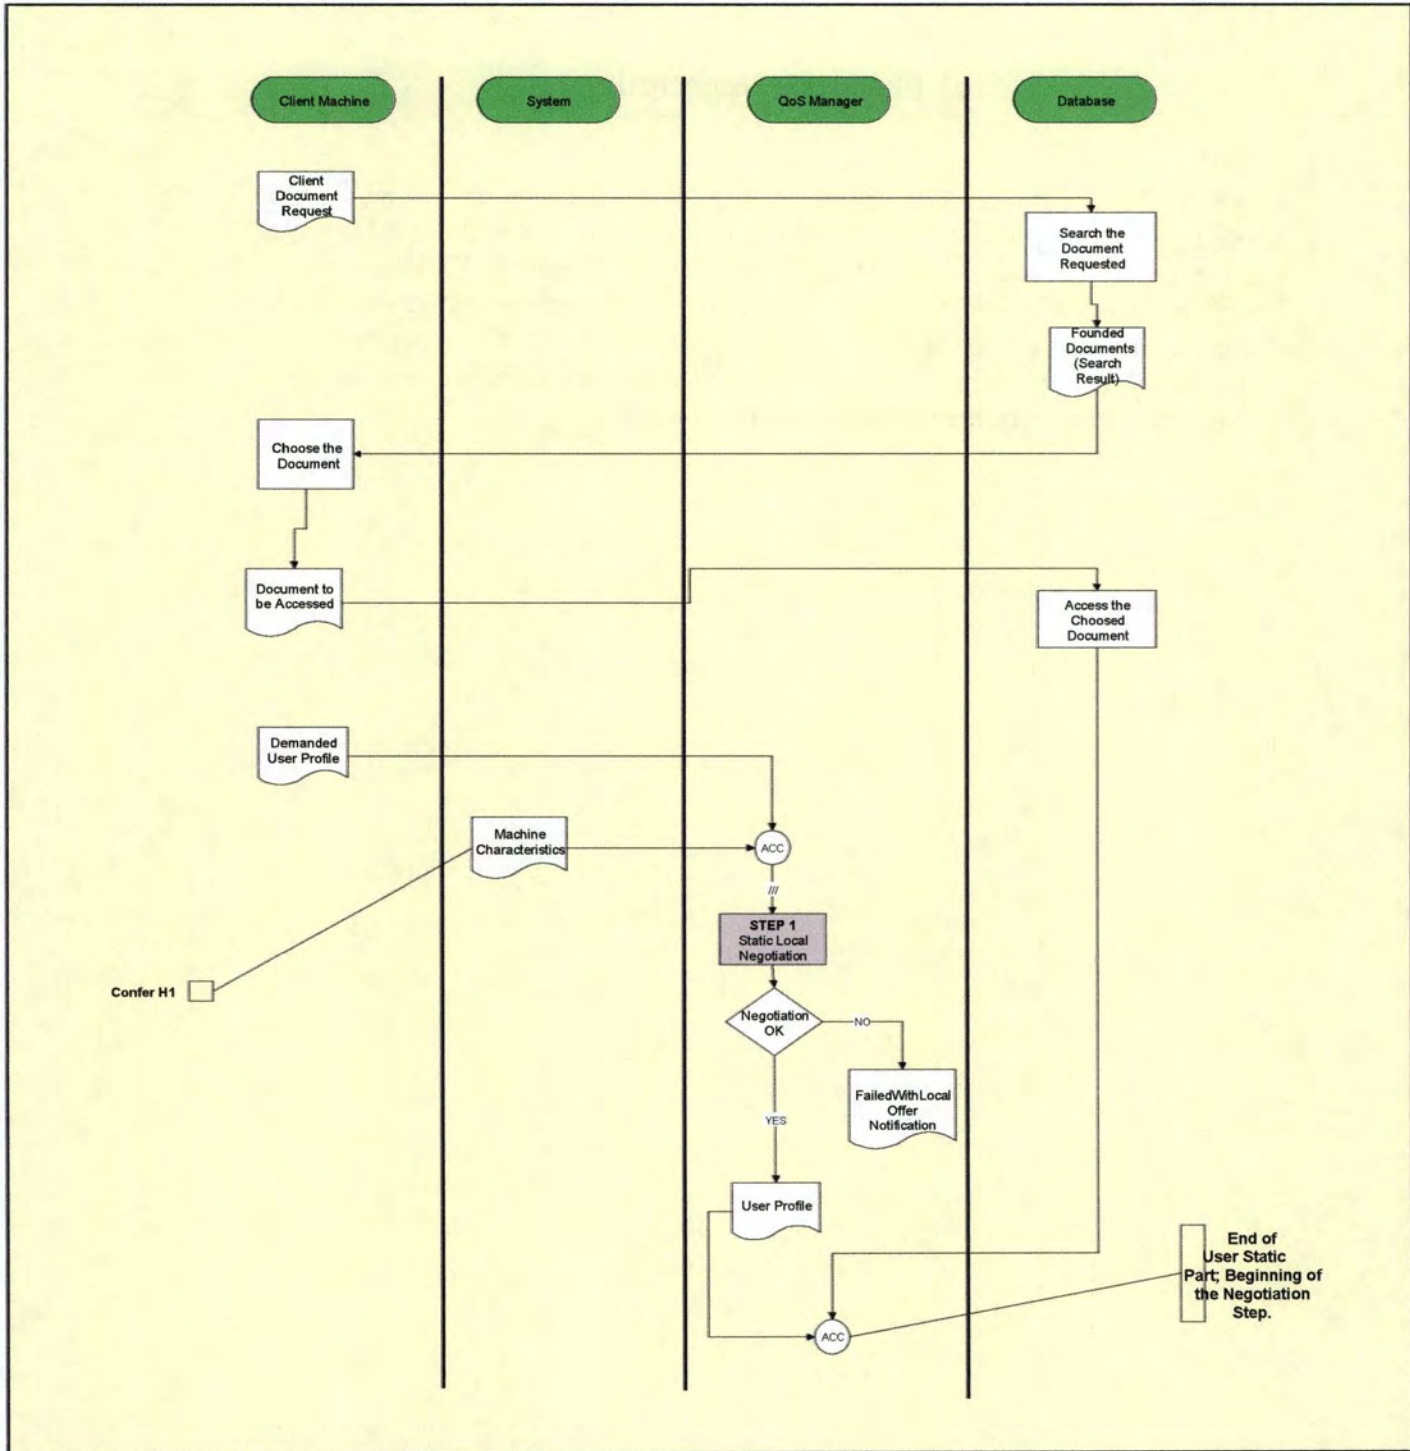 Client Machine
System
QoS Manager
Database
Client
Document
Request
Search the
Document
Requested
Founded
Documents
(Search
Result)
Choose the
Document
Document to
be Accessed
Access the
Choosed
Document
Demanded
User Profile
Machine
Characteristics
ACC
///
STEP 1
Static Local
Negotiation
Confer H1
Negotiation
OK
NO
FailedWithLocal
Offer
Notification
YES
User Profile
End of
User Static
Part; Beginning of
the Negotiation
Step.
ACC